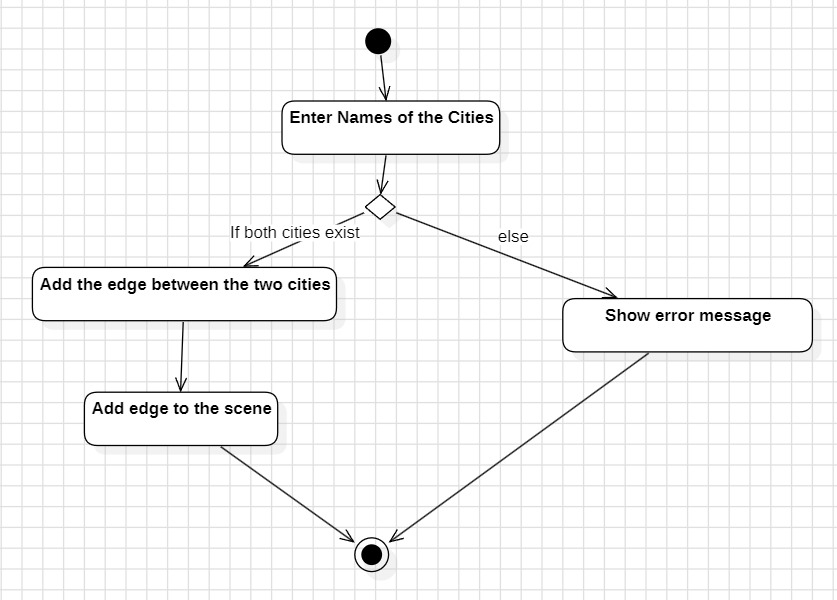 Enter Names of the Cities
If both cities exist
else
Add the edge between the two cities
Show error message
Add edge to the scene